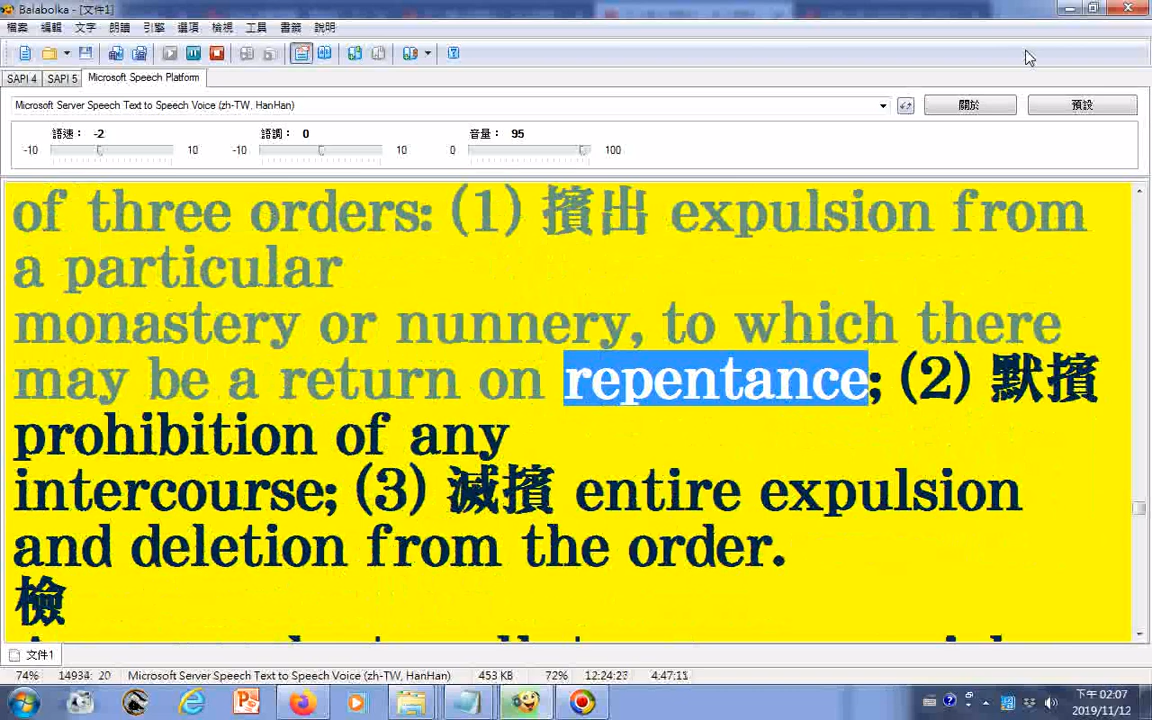 Balabolka - [文件1]
檔案 編輯 文字 朗讀 引擎 選項 檢視 工具 書籤 說明
SAPI 4 SAPI 5 Microsoft Speech Platform
Microsoft Server Speech Text to Speech Voice (zh-TW, HanHan) 關於 預設
語速： -2 語調： 0 音量： 95
-10 10 -10 10 0 100
of three orders: (1) 擯出 expulsion from
a particular
monastery or nunnery, to which there
may be a return on repentance; (2) 默擯
prohibition of any
intercourse; (3) 滅擯 entire expulsion
and deletion from the order.
檢
文件1
74% 14934: 20 Microsoft Server Speech Text to Speech Voice (zh-TW, HanHan) 453 KB 72% 12:24:23 4:47:11
下午 02:07
2019/11/12